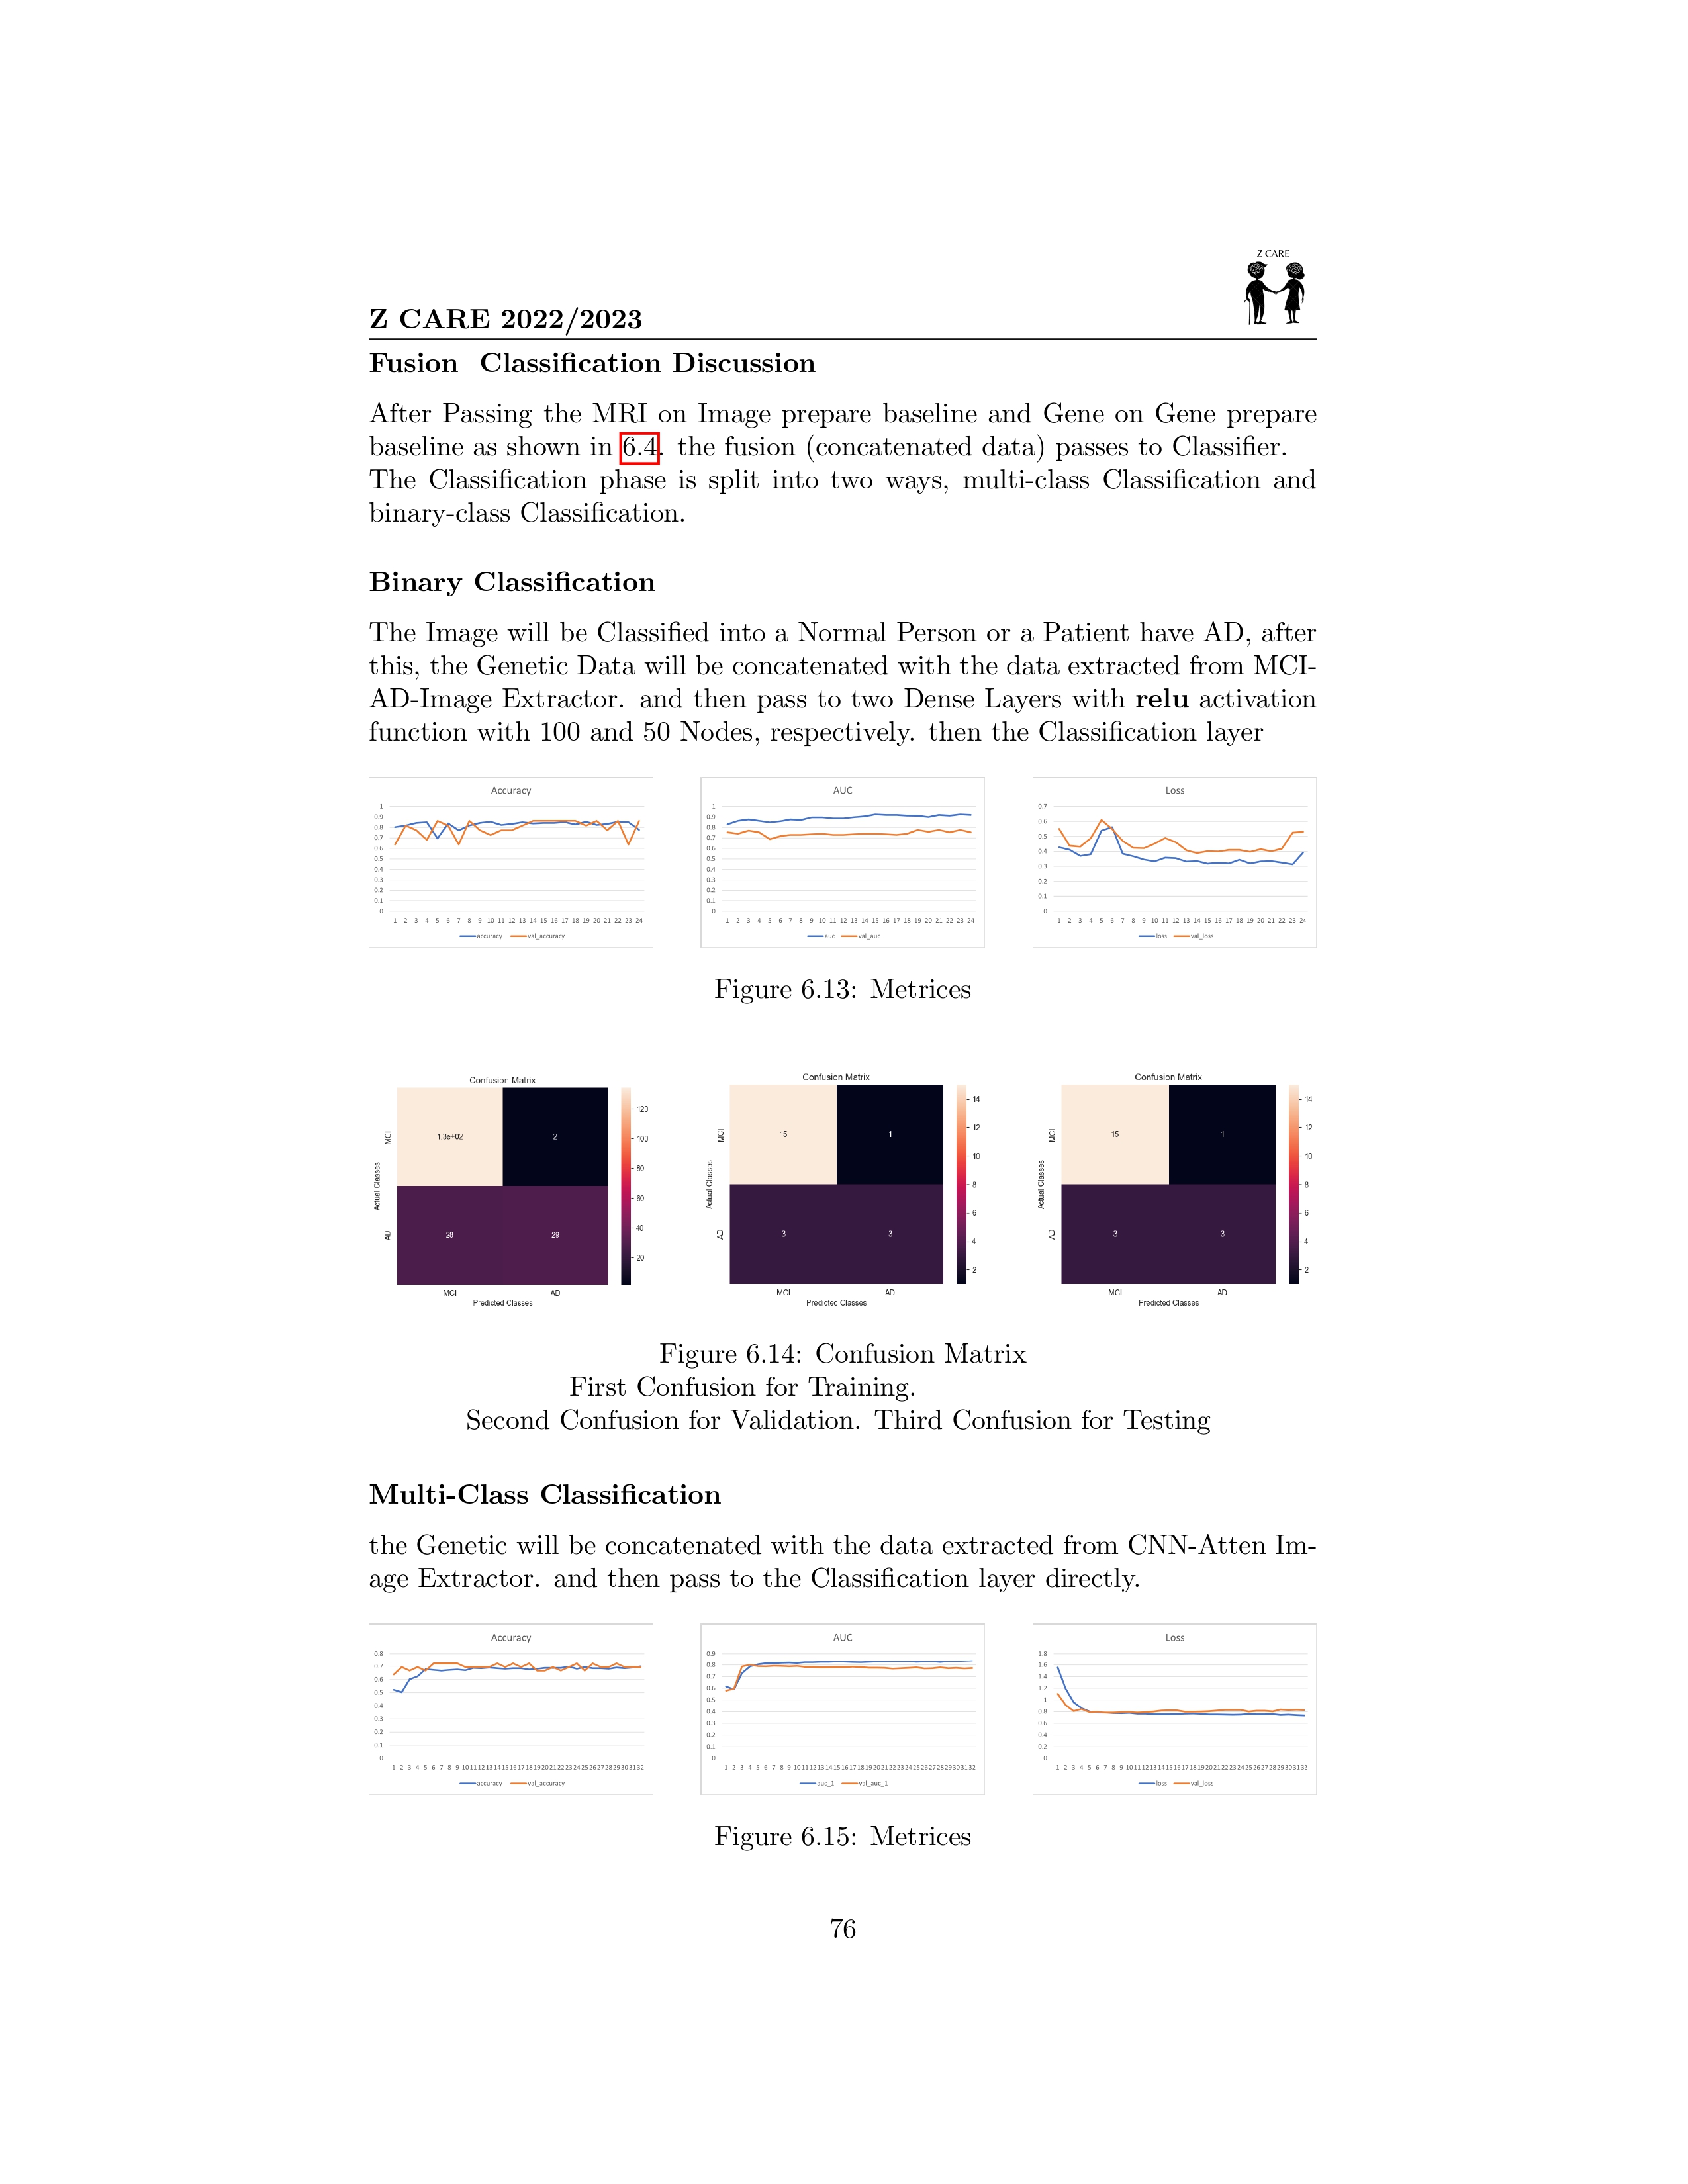 Z CARE
Z CARE 2022/2023
Fusion Classification Discussion
After Passing the MRI on Image prepare baseline and Gene on Gene prepare
baseline as shown in 6.4. the fusion (concatenated data) passes to Classifier.
The Classification phase is split into two ways, multi-class Classification and
binary-class Classification.
Binary Classification
The Image will be Classified into a Normal Person or a Patient have AD, after
this, the Genetic Data will be concatenated with the data extracted from MCI-
AD-Image Extractor. and then pass to two Dense Layers with relu activation
function with 100 and 50 Nodes, respectively. then the Classification layer
Accuracy
1
0.9
0.8
0.7
0.6
0.5
0.4
0.3
0.2
0.1
0
1 2 3 4 5 6 7 8 9 10 11 12 13 14 15 16 17 18 19 20 21 22 23 24
accuracy val_accuracy
AUC
1
0.9
0.8
0.7
0.6
0.5
0.4
0.3
0.2
0.1
0
1 2 3 4 5 6 7 8 9 10 11 12 13 14 15 16 17 18 19 20 21 22 23 24
auc val_auc
Loss
0.7
0.6
0.5
0.4
0.3
0.2
0.1
0
1 2 3 4 5 6 7 8 9 10 11 12 13 14 15 16 17 18 19 20 21 22 23 24
loss val_loss
Figure 6.13: Metrices
Confusion Matrix
Actual Classes
MCI
AD
1.3e+02 2
28 29
MCI AD
Predicted Classes
120
100
80
60
40
20
Confusion Matrix
Actual Classes
MCI
AD
15 1
3 3
MCI AD
Predicted Classes
14
12
10
8
6
4
2
Confusion Matrix
Actual Classes
MCI
AD
15 1
3 3
MCI AD
Predicted Classes
14
12
10
8
6
4
2
Figure 6.14: Confusion Matrix
First Confusion for Training.
Second Confusion for Validation. Third Confusion for Testing
Multi-Class Classification
the Genetic will be concatenated with the data extracted from CNN-Atten Im-
age Extractor. and then pass to the Classification layer directly.
Accuracy
0.8
0.7
0.6
0.5
0.4
0.3
0.2
0.1
0
1 2 3 4 5 6 7 8 9 10 11 12 13 14 15 16 17 18 19 20 21 22 23 24 25 26 27 28 29 30 31 32
accuracy val_accuracy
AUC
0.9
0.8
0.7
0.6
0.5
0.4
0.3
0.2
0.1
0
1 2 3 4 5 6 7 8 9 10 11 12 13 14 15 16 17 18 19 20 21 22 23 24 25 26 27 28 29 30 31 32
auc_1 val_auc_1
Loss
1.8
1.6
1.4
1.2
1
0.8
0.6
0.4
0.2
0
1 2 3 4 5 6 7 8 9 10 11 12 13 14 15 16 17 18 19 20 21 22 23 24 25 26 27 28 29 30 31 32
loss val_loss
Figure 6.15: Metrices
76